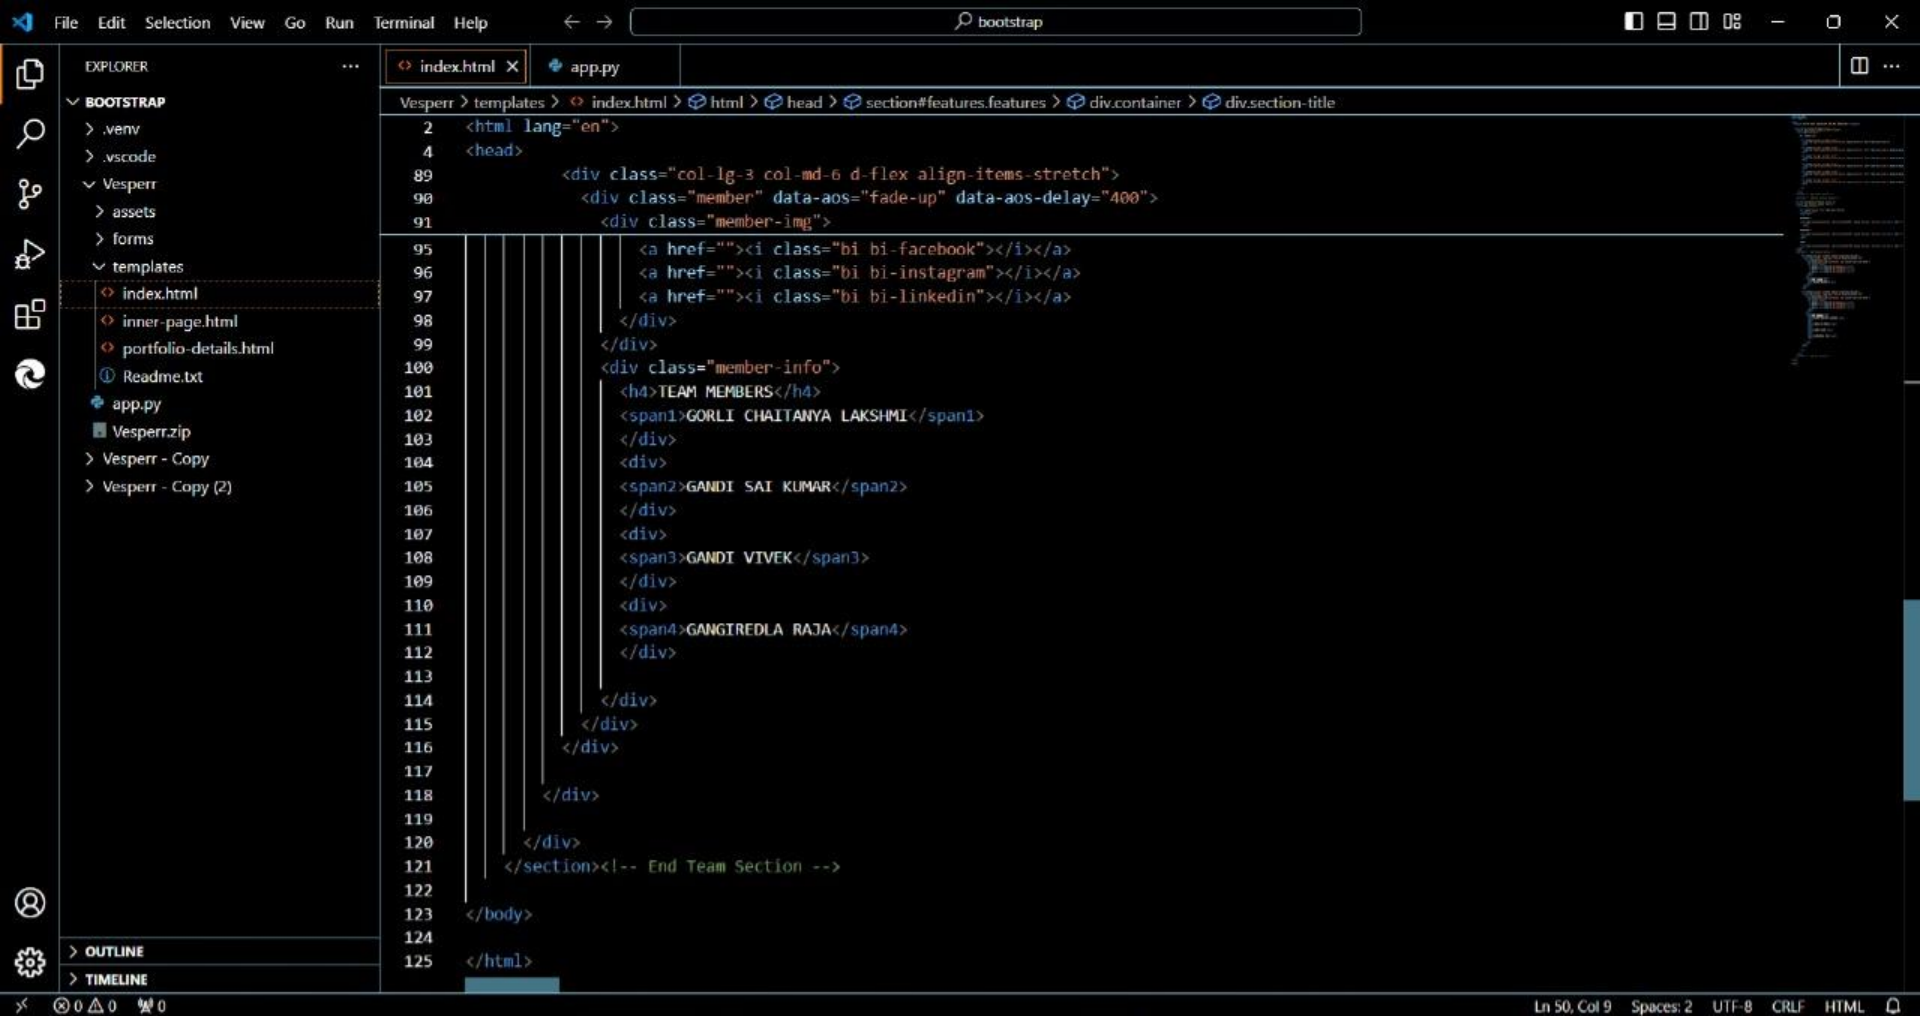 File Edit Selection View Go Run Terminal Help
bootstrap
EXPLORER
index.html
app.py
BOOTSTRAP
.venv
.vscode
Vesperr
assets
forms
templates
index.html
inner-page.html
portfolio-details.html
Readme.txt
app.py
Vesperr.zip
Vesperr - Copy
Vesperr - Copy (2)
OUTLINE
TIMELINE
Vesperr > templates > index.html > html > head > section#features.features > div.container > div.section-title
2 <html lang="en">
4 <head>
89 <div class="col-lg-3 col-md-6 d-flex align-items-stretch">
90 <div class="member" data-aos="fade-up" data-aos-delay="400">
91 <div class="member-img">
95 <a href=""><i class="bi bi-facebook"></i></a>
96 <a href=""><i class="bi bi-instagram"></i></a>
97 <a href=""><i class="bi bi-linkedin"></i></a>
98 </div>
99 </div>
100 <div class="member-info">
101 <h4>TEAM MEMBERS</h4>
102 <span1>GORLI CHAITANYA LAKSHMI</span1>
103 </div>
104 <div>
105 <span2>GANDI SAI KUMAR</span2>
106 </div>
107 <div>
108 <span3>GANDI VIVEK</span3>
109 </div>
110 <div>
111 <span4>GANGIREDLA RAJA</span4>
112 </div>
113
114 </div>
115 </div>
116 </div>
117
118 </div>
119
120 </div>
121 </section><!-- End Team Section -->
122
123 </body>
124
125 </html>
0 0 0
Ln 50, Col 9 Spaces: 2 UTF-8 CRLF HTML